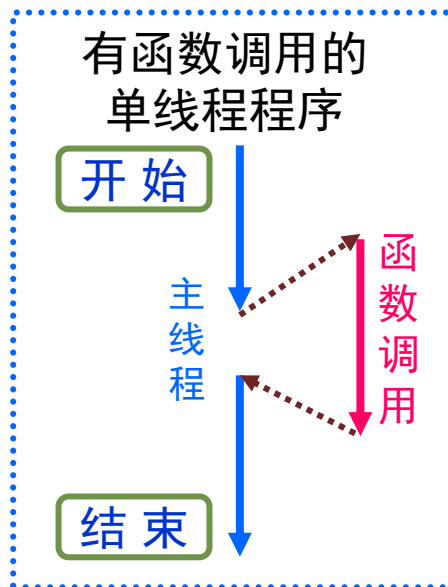 有函数调用的
单线程程序
开 始
主线程
函数调用
结 束